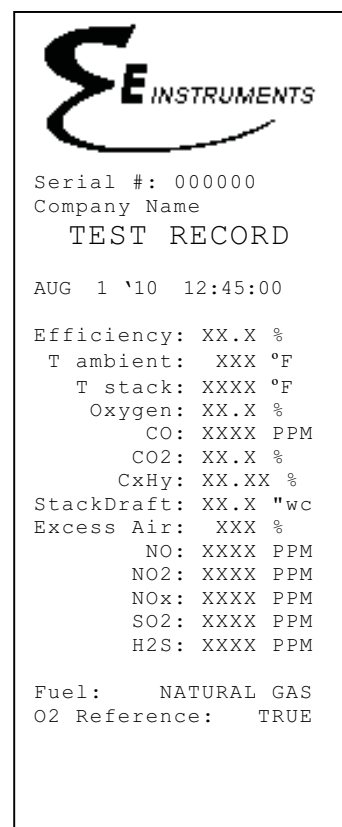 E INSTRUMENTS
Serial #: 000000
Company Name
TEST RECORD
AUG 1 ‘10 12:45:00
Efficiency: XX.X %
T ambient: XXX ºF
T stack: XXXX ºF
Oxygen: XX.X %
CO: XXXX PPM
CO2: XX.X %
CxHy: XX.XX %
StackDraft: XX.X "wc
Excess Air: XXX %
NO: XXXX PPM
NO2: XXXX PPM
NOx: XXXX PPM
SO2: XXXX PPM
H2S: XXXX PPM
Fuel: NATURAL GAS
O2 Reference: TRUE